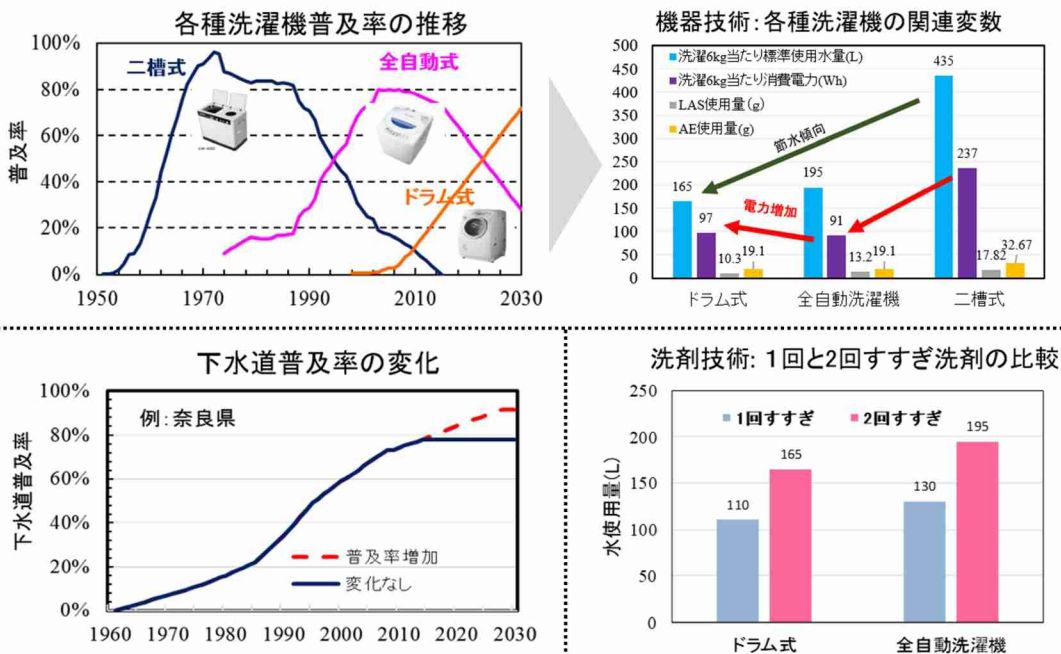 各種洗濯機普及率の推移
100%
80%
60%
40%
20%
0%
普及率
二槽式
全自動式
ドラム式
1951
1970
1990
2010
2030
機器技術：各種洗濯機の関連変数
500
450
400
350
300
250
200
150
100
50
0
洗濯6kg当たり標準使用水量(L)
洗濯6kg当たり消費電力(Wh)
LAS使用量(g)
AE使用量(g)
節水傾向
電力増加
165
97
10.3
19.1
195
91
13.2
19.1
435
237
17.82
32.67
ドラム式
全自動洗濯機
二槽式
下水道普及率の変化
100%
80%
60%
40%
20%
0%
下水道普及率
例：奈良県
普及率増加
変化なし
1960
1970
1980
1990
2000
2010
2020
2030
洗剤技術：1回と2回すすぎ洗剤の比較
250
200
150
100
50
0
水使用量(L)
1回すすぎ
2回すすぎ
110
165
130
195
ドラム式
全自動洗濯機